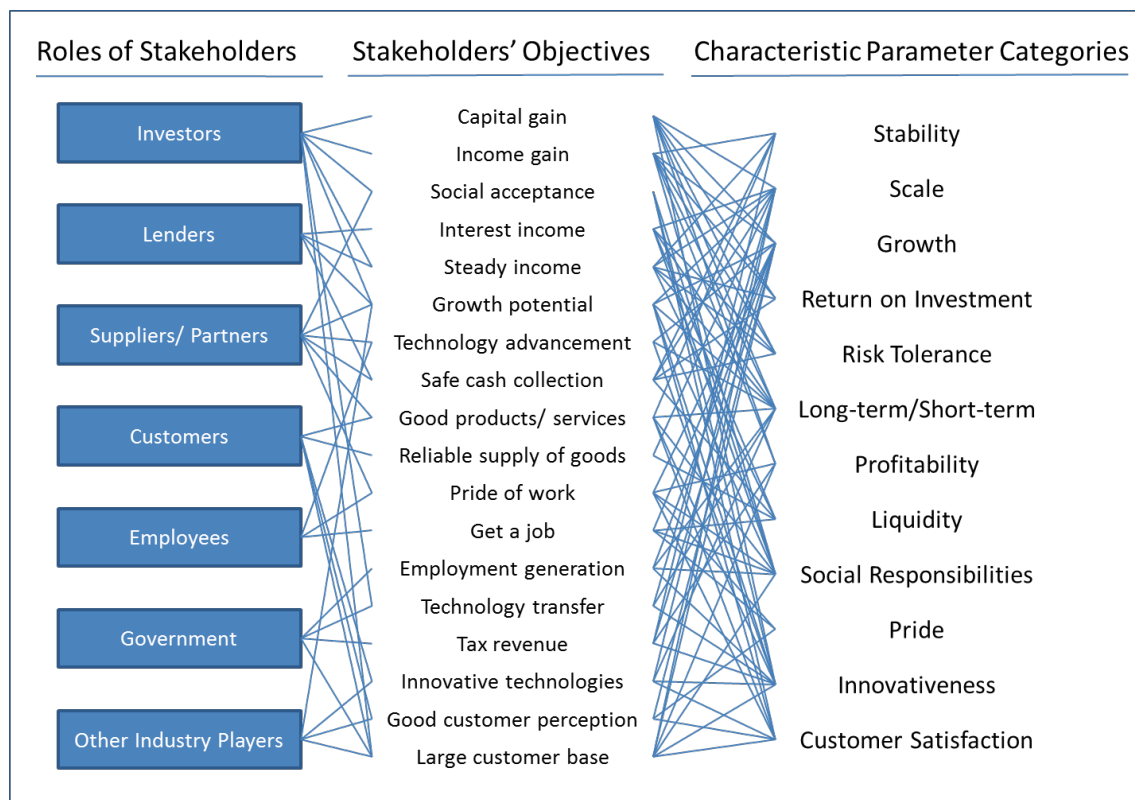 Roles of Stakeholders
Investors
Lenders
Suppliers/ Partners
Customers
Employees
Government
Other Industry Players
Stakeholders’ Objectives
Capital gain
Income gain
Social acceptance
Interest income
Steady income
Growth potential
Technology advancement
Safe cash collection
Good products/ services
Reliable supply of goods
Pride of work
Get a job
Employment generation
Technology transfer
Tax revenue
Innovative technologies
Good customer perception
Large customer base
Characteristic Parameter Categories
Stability
Scale
Growth
Return on Investment
Risk Tolerance
Long-term/Short-term
Profitability
Liquidity
Social Responsibilities
Pride
Innovativeness
Customer Satisfaction